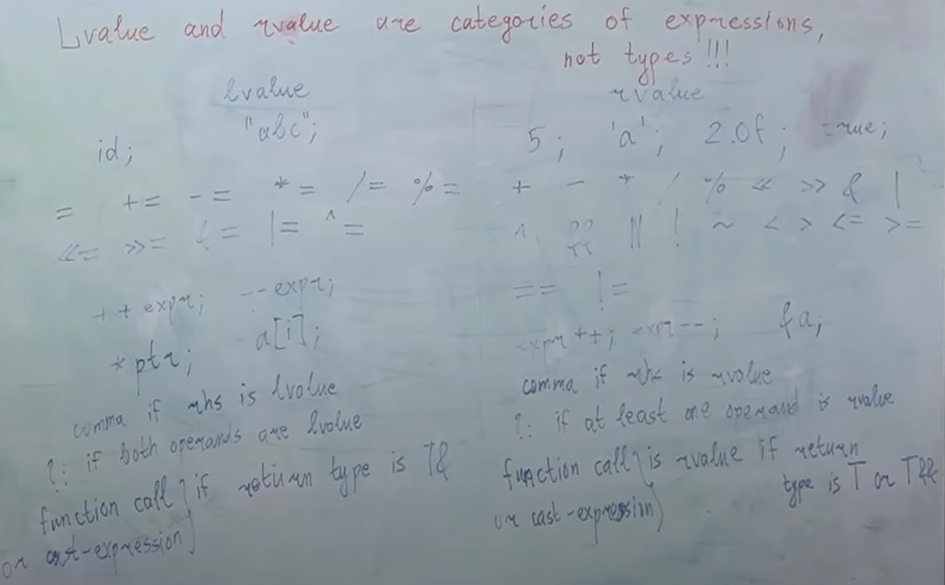 Lvalue and rvalue are categories of expressions,
not types!!!
lvalue
id; "abc";
= += -= *= /= %=
<<= >>= &= |= ^=
++expr; --expr;
*ptr; a[i];
comma if rhs is lvalue
?: if both operands are lvalue
function call } if return type is T&
or cast-expression
rvalue
5; 'a'; 2.0f; true;
+ - * / % << >> & |
^ && || ! ~ < > <= >=
== !=
expr++; expr--; &a;
comma if rhs is rvalue
?: if at least one operand is rvalue
function call } is rvalue if return
or cast-expression type is T or T&&